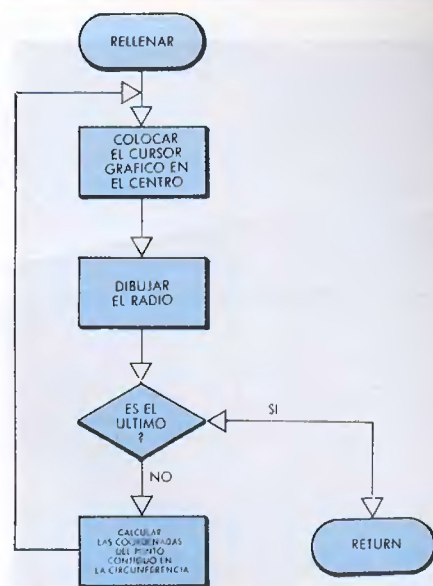 RELLENAR
COLOCAR
EL CURSOR
GRAFICO EN
EL CENTRO
DIBUJAR
EL RADIO
ES EL
ULTIMO
?
SI
NO
CALCULAR
LAS COORDENADAS
DEL PUNTO
CONTIGUO EN
LA CIRCUNFERENCIA
RETURN